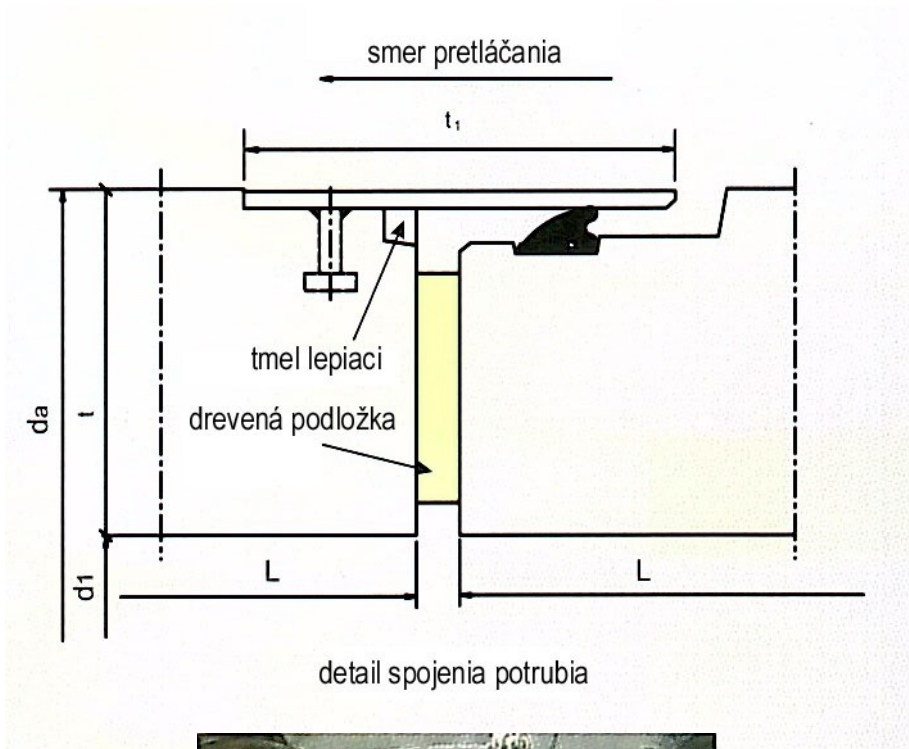 smer pretláčania
t₁
da
t
d1
tmel lepiaci
drevená podložka
L
L
detail spojenia potrubia